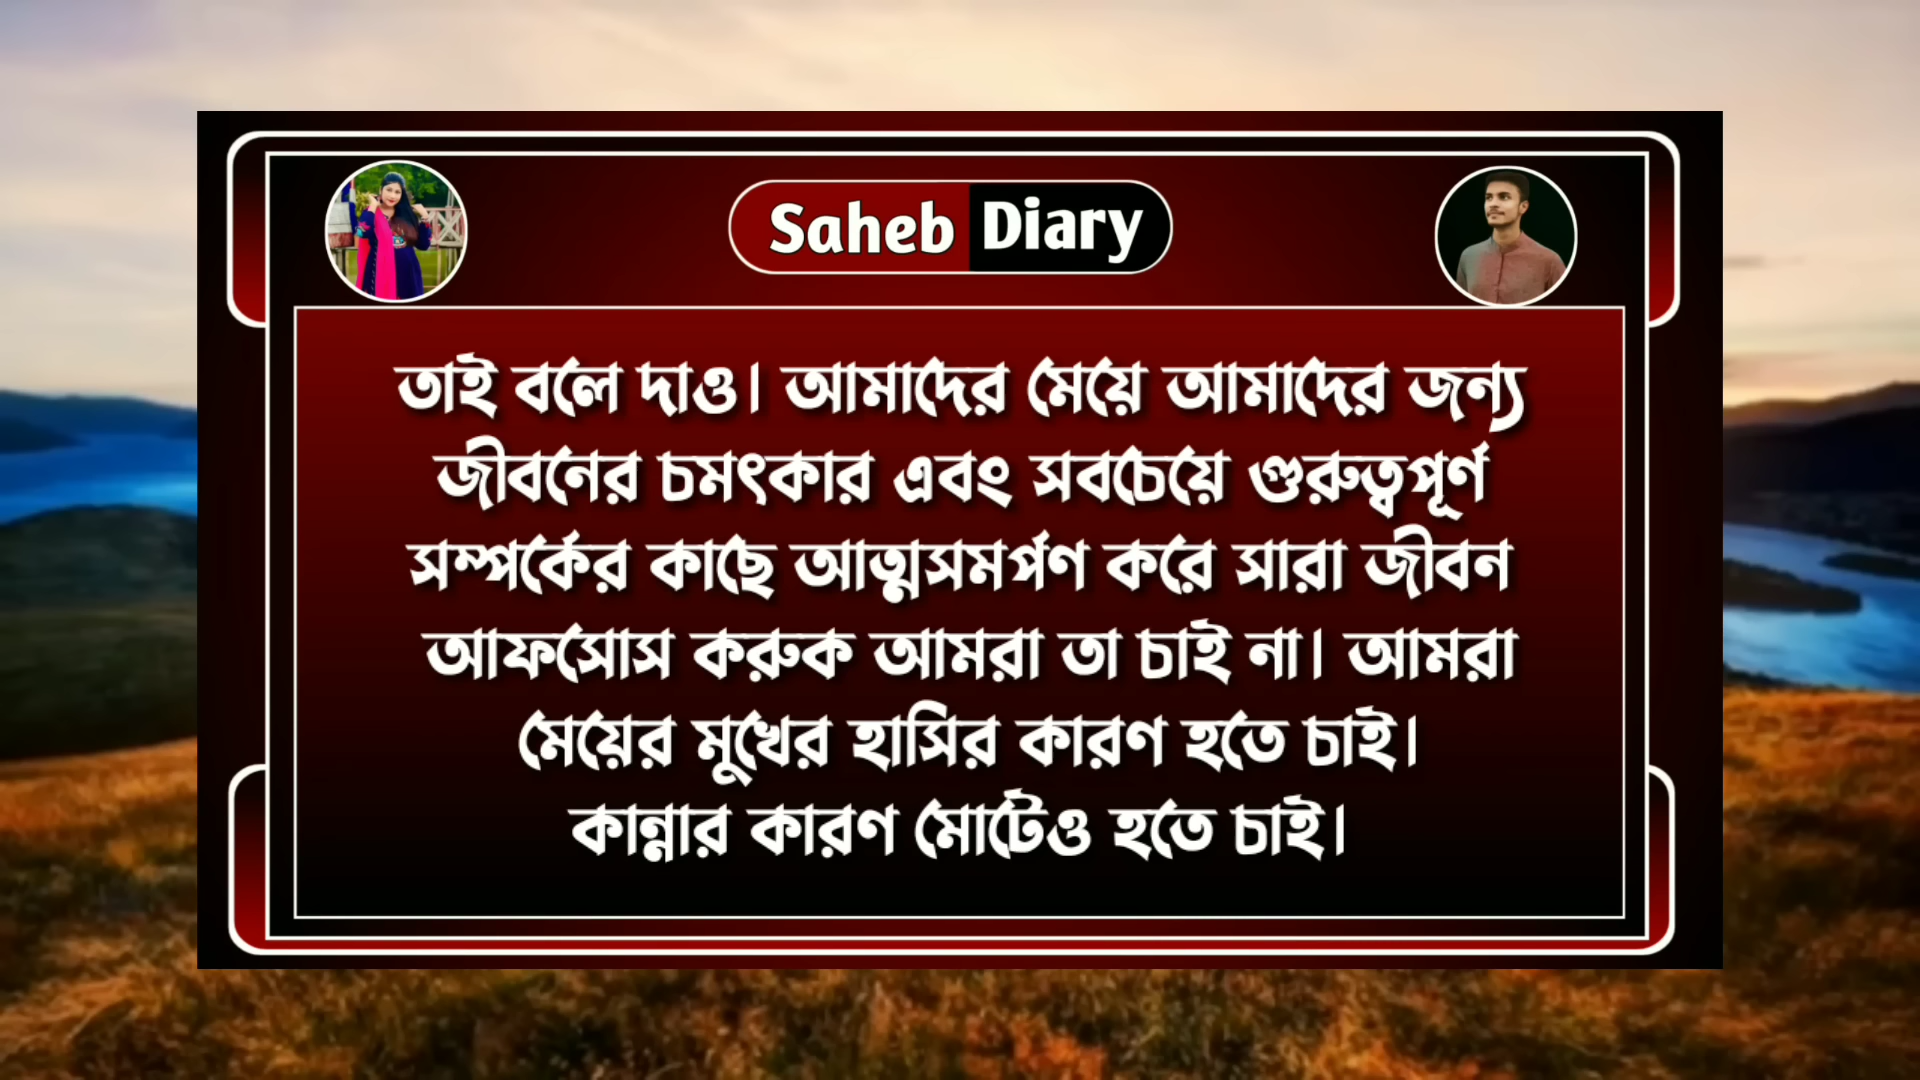 Saheb Diary
তাই বলে দাও। আমাদের মেয়ে আমাদের জন্য
জীবনের চমৎকার এবং সবচেয়ে গুরুত্বপূর্ণ
সম্পর্কের কাছে আত্মসমর্পণ করে সারা জীবন
আফসোস করুক আমরা তা চাই না। আমরা
মেয়ের মুখের হাসির কারণ হতে চাই।
কান্নার কারণ মোটেও হতে চাই।